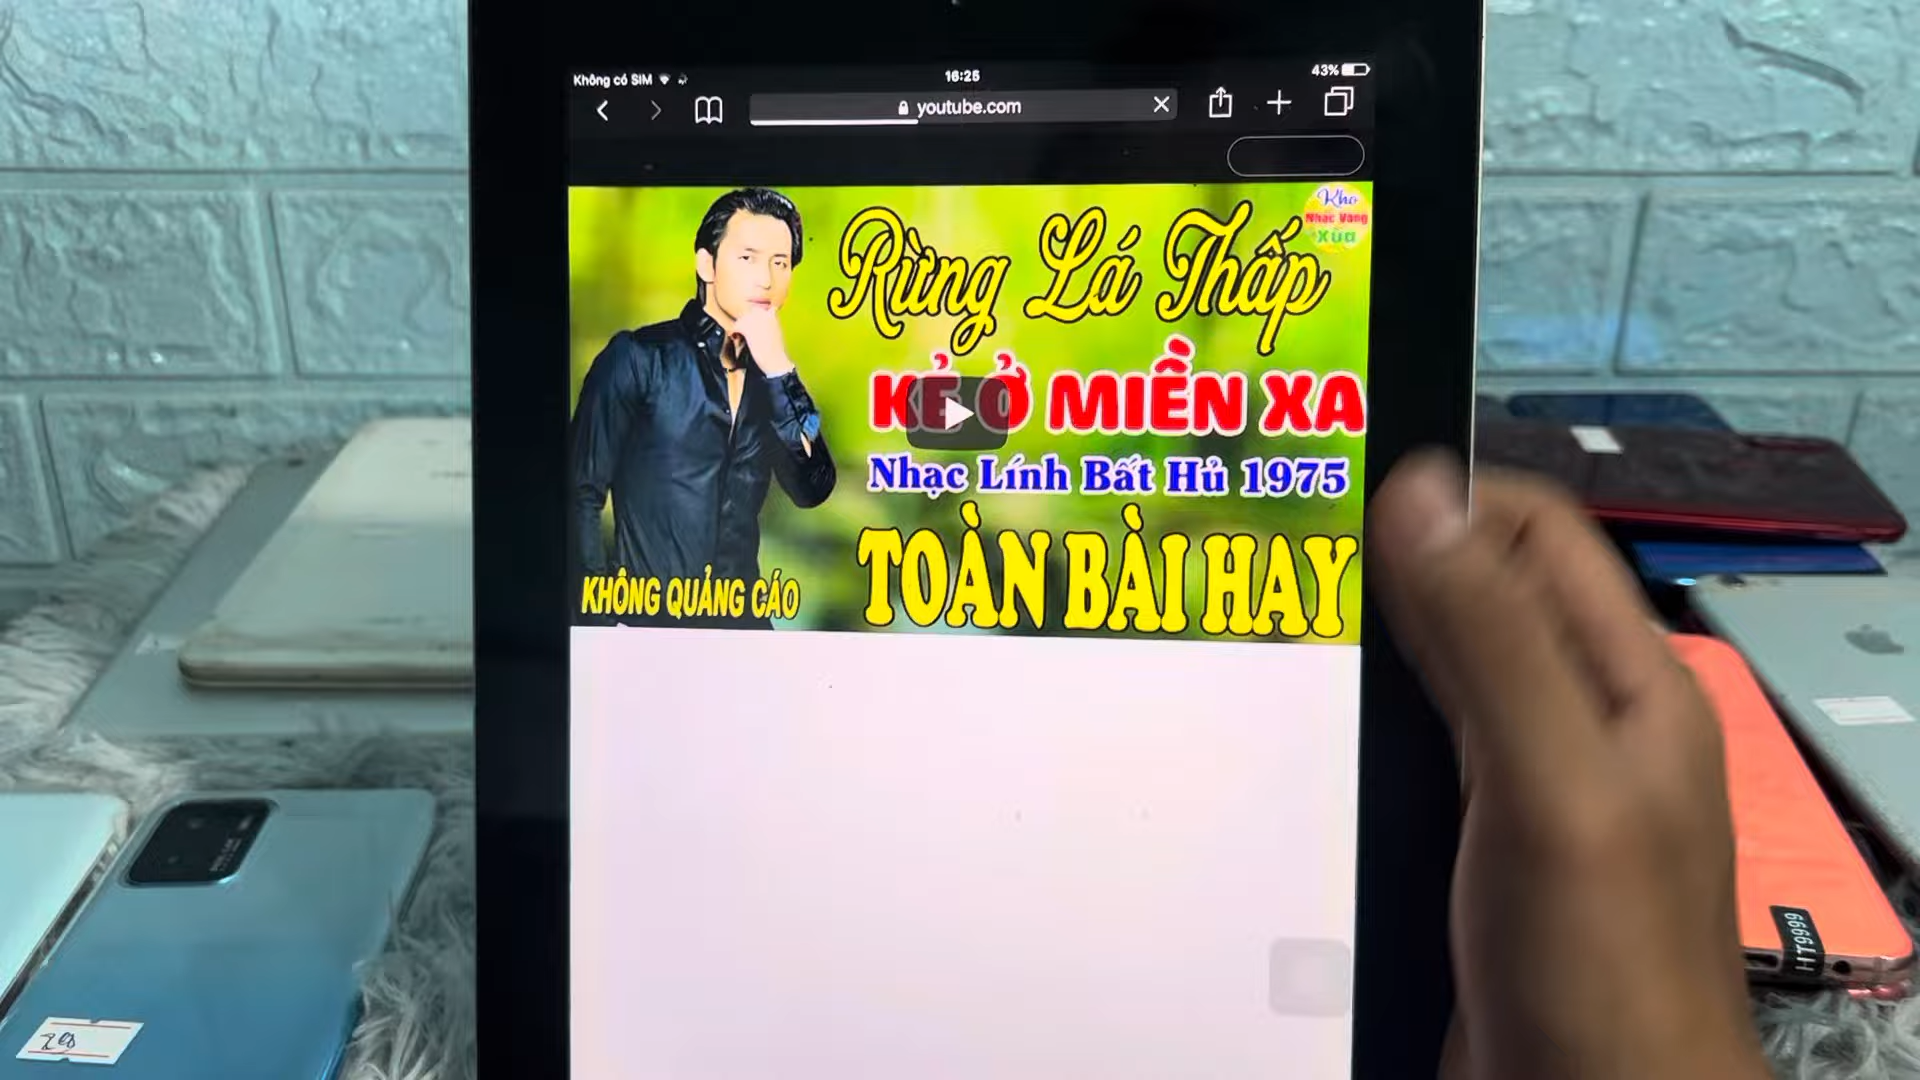 Không có SIM
16:25
43%
youtube.com
Kho
Nhạc Vàng
Xưa
Rừng Lá Thấp
KẺ Ở MIỀN XA
Nhạc Lính Bất Hủ 1975
TOÀN BÀI HAY
KHÔNG QUẢNG CÁO
HT9999